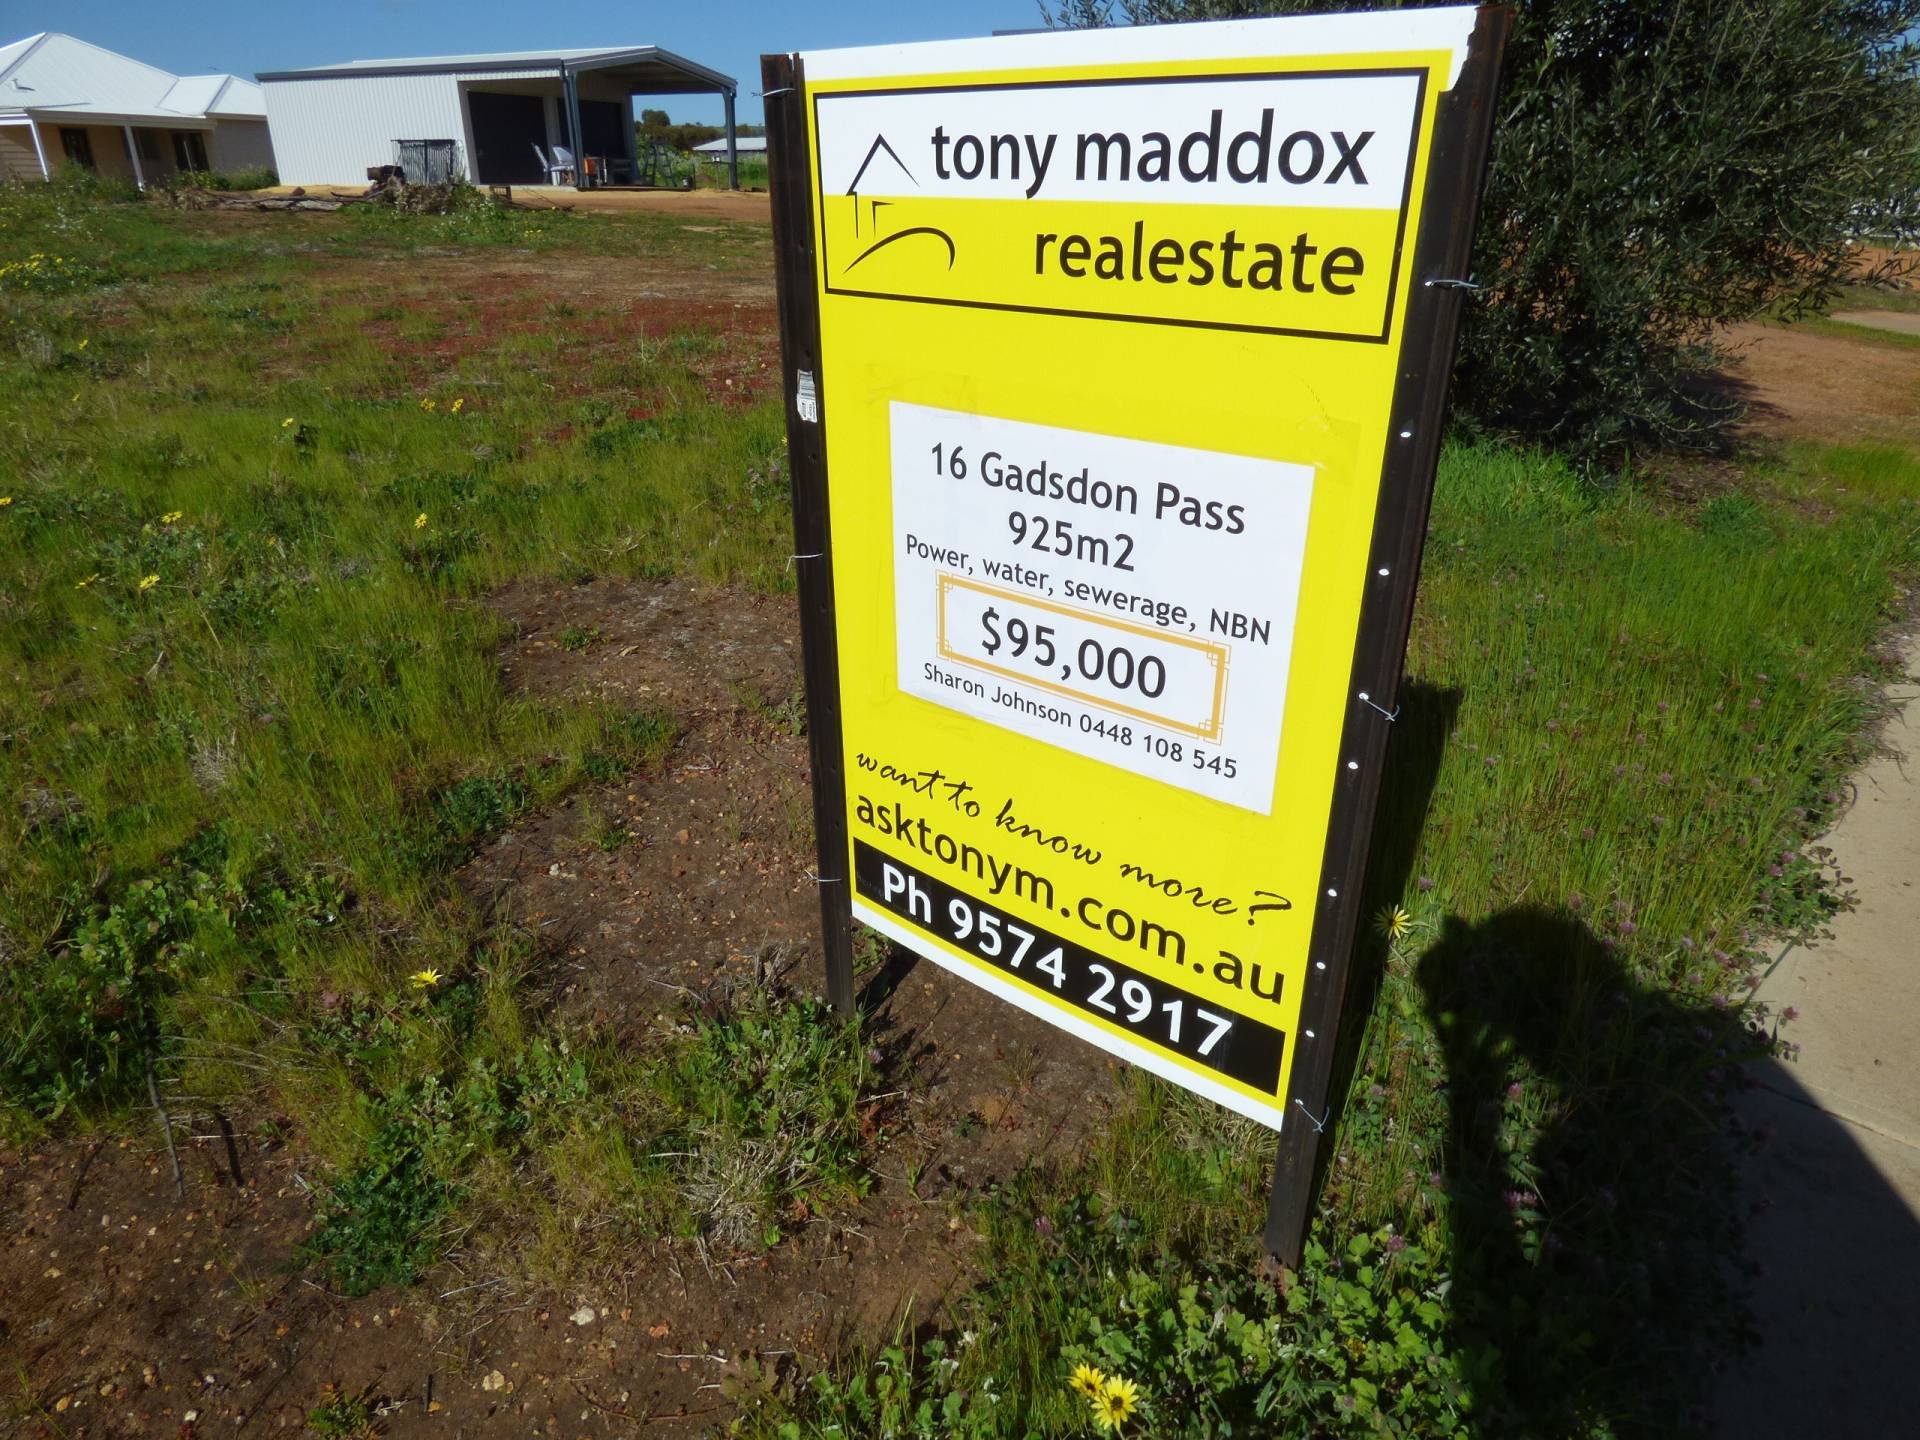 tony maddox
realestate
16 Gadsdon Pass
925m2
Power, water, sewerage, NBN
$95,000
Sharon Johnson 0448 108 545
want to know more?
asktonym.com.au
Ph 9574 2917